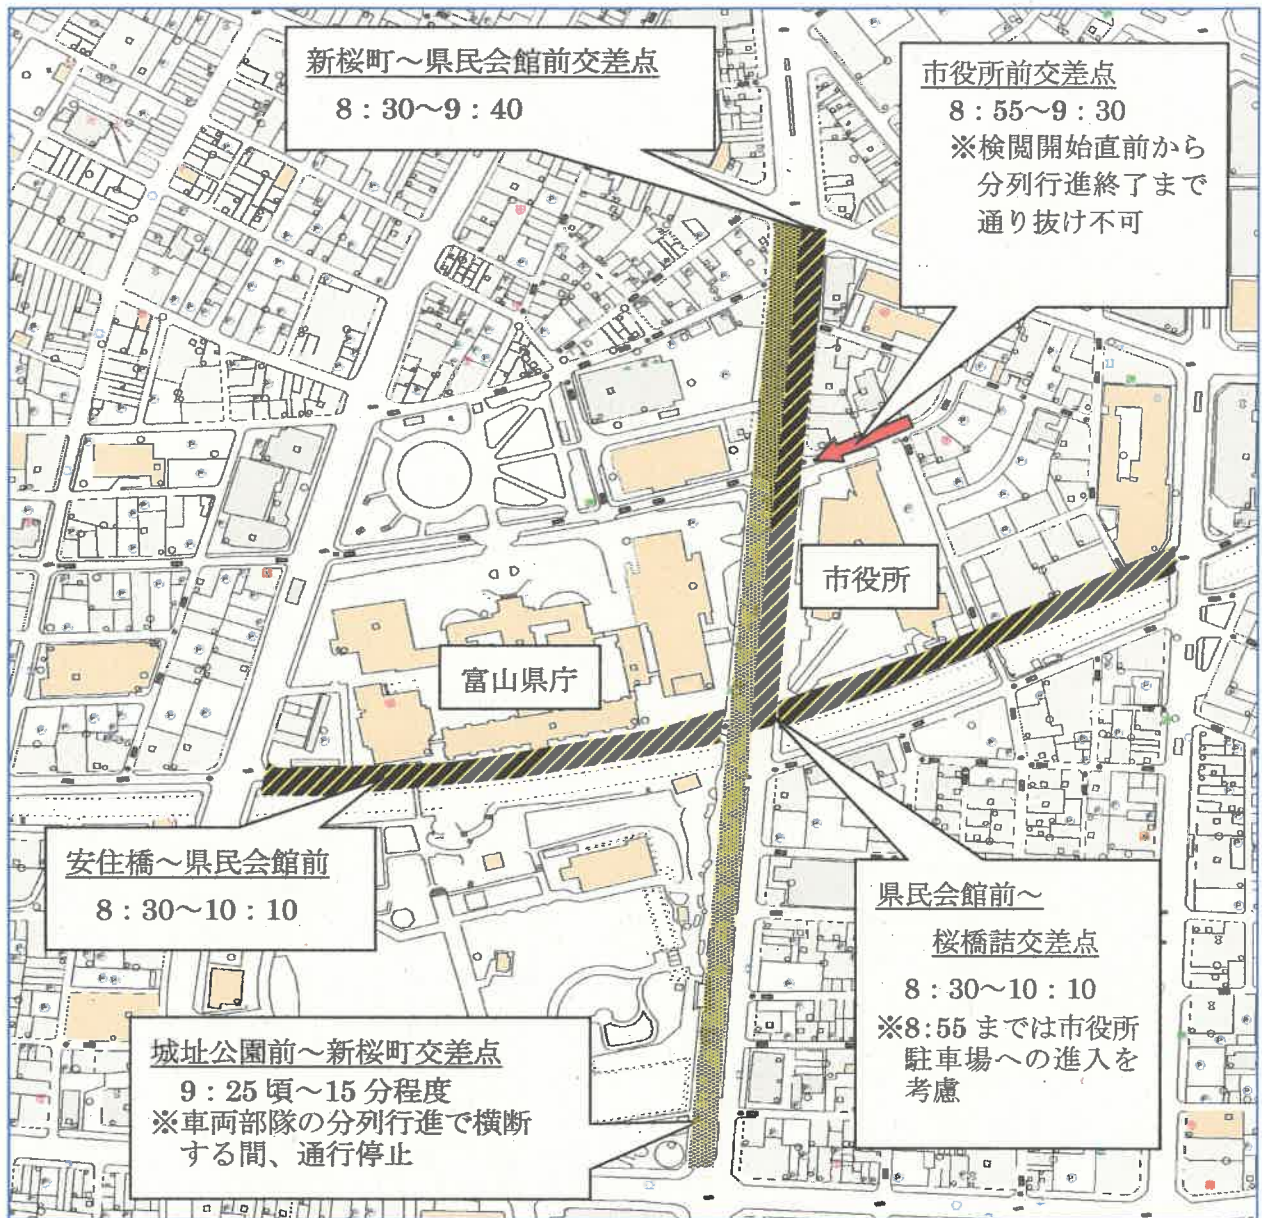 新桜町～県民会館前交差点
8：30～9：40
市役所前交差点
8：55～9：30
※検閲開始直前から
分列行進終了まで
通り抜け不可
市役所
富山県庁
安住橋～県民会館前
8：30～10：10
県民会館前～
桜橋詰交差点
8：30～10：10
※8:55 までは市役所
駐車場への進入を
考慮
城址公園前～新桜町交差点
9：25 頃～15 分程度
※車両部隊の分列行進で横断
する間、通行停止